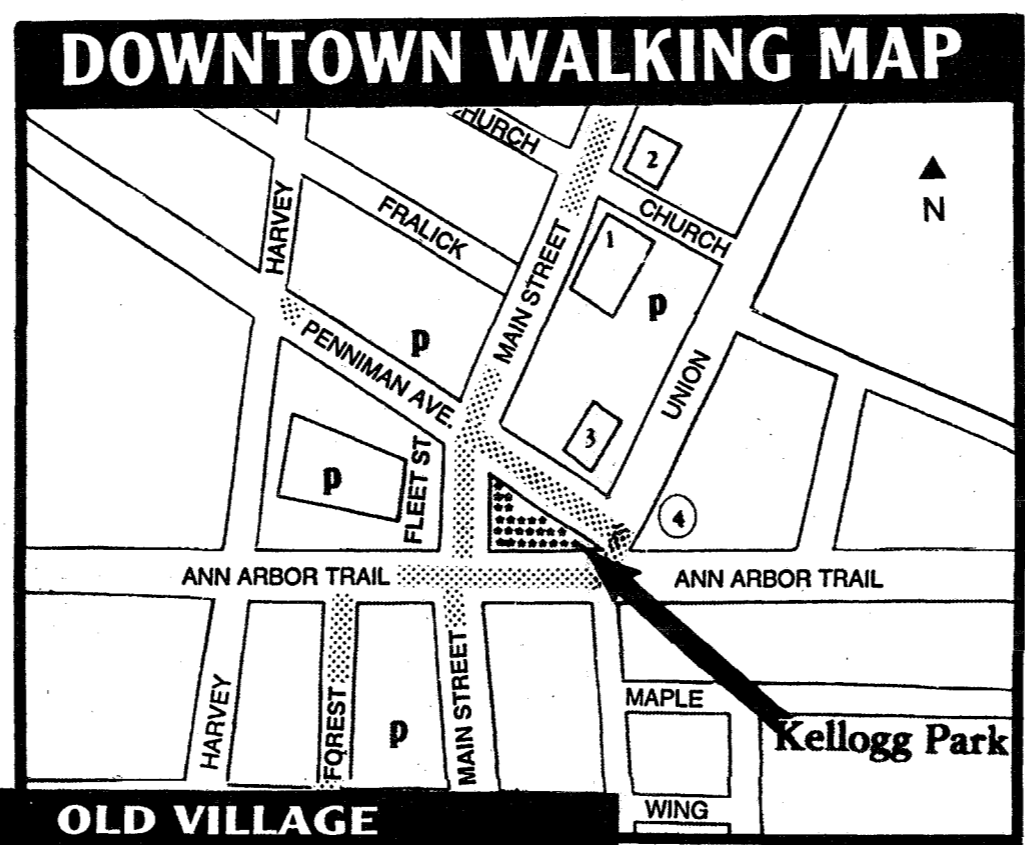 DOWNTOWN WALKING MAP
CHURCH
2
N
HARVEY
FRALICK
CHURCH
1
MAIN STREET
P
PENNIMAN AVE.
P
UNION
3
P
FLEET ST
4
ANN ARBOR TRAIL
ANN ARBOR TRAIL
HARVEY
FOREST
P
MAIN STREET
MAPLE
Kellogg Park
WING
OLD VILLAGE